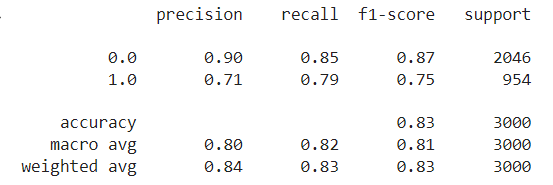 precision recall f1-score support
0.0 0.90 0.85 0.87 2046
1.0 0.71 0.79 0.75 954
accuracy 0.83 3000
macro avg 0.80 0.82 0.81 3000
weighted avg 0.84 0.83 0.83 3000